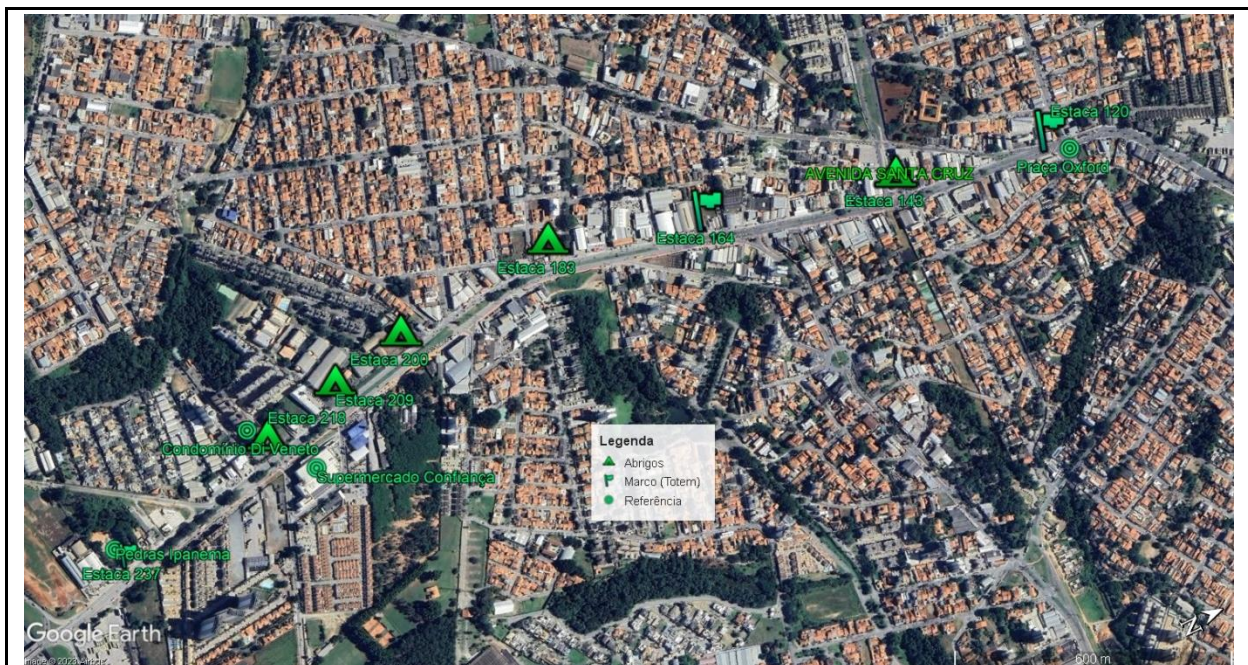 Estaca 120
Praça Oxford
AVENIDA SANTA CRUZ
Estaca 143
Estaca 164
Estaca 183
Estaca 200
Estaca 209
Estaca 218
Condomínio Di Veneto
Supermercado Confiança
Legenda
Abrigos
Marco (Totem)
Referência
Pedras Ipanema
Estaca 237
Google Earth
600 m